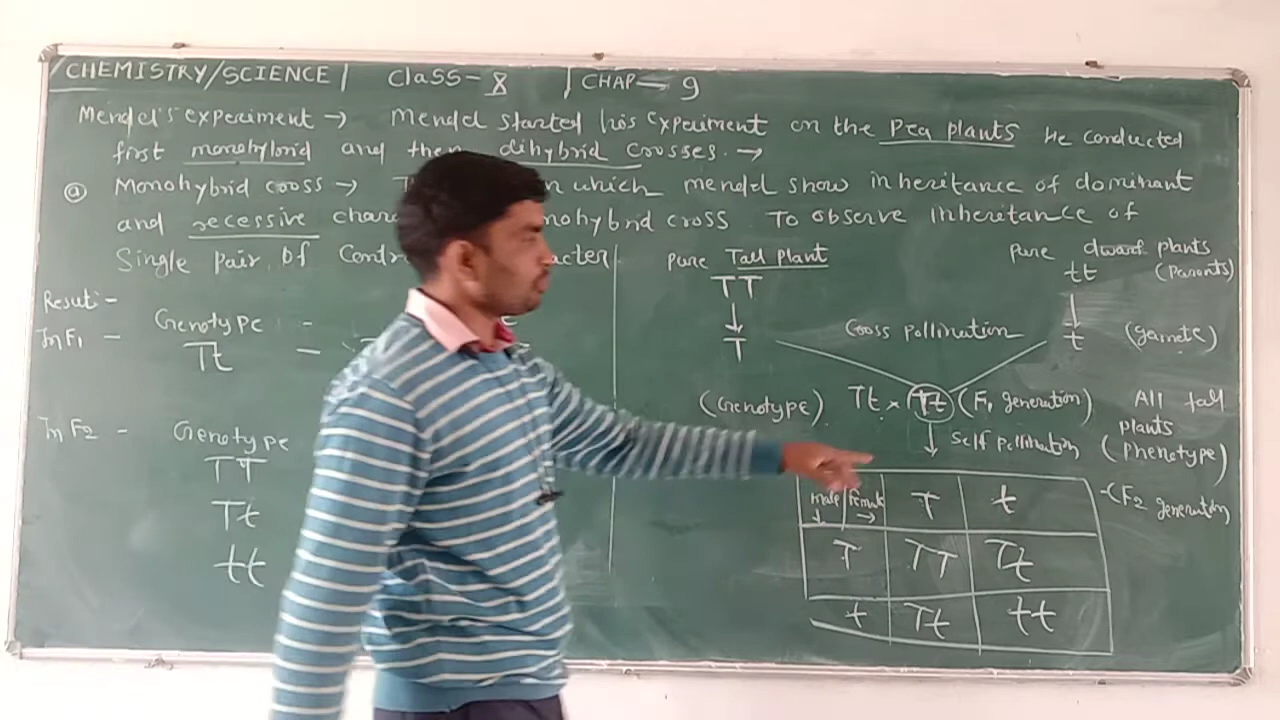 CHEMISTRY/SCIENCE | ClaSS-8 | CHAP-9
Mendel's experiment → Mendel started his experiment on the Pea plants He conducted
first monohybrid and then dihybrid crosses. →
ⓐ Monohybrid cross → in which mendel show inheritance of dominant
and recessive nohybrid cross To observe inheritance of
Single Pair of
Result -
In F1 - Genotype -
Tt -
In F2 - Genotype
TT
Tt
tt
Pure Tall Plant
TT
↓
T
Pure dwarf plants
tt (Parents)
↓
t (gamete)
Cross Pollination
(Genotype) Tt × Tt (F1 generation) All tall
plants
↓ Self Pollination (Phenotype)
-(F2 generation
male ↓ Female → T t
T TT Tt
t Tt tt